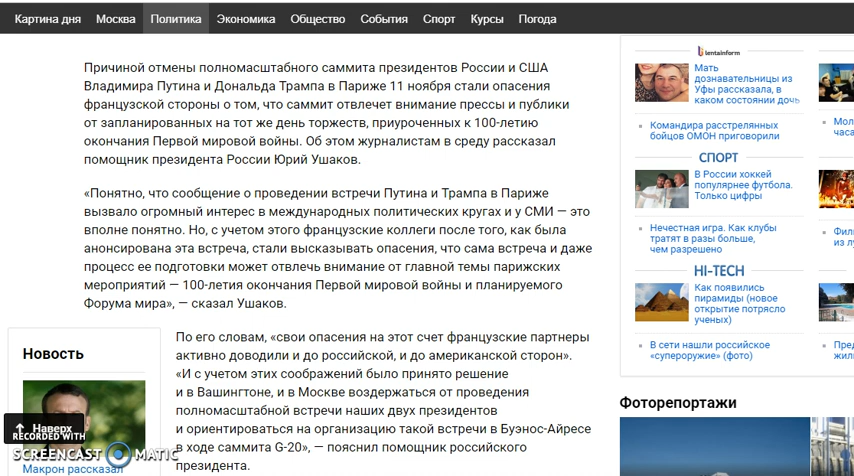 Картина дня Москва Политика Экономика Общество События Спорт Курсы Погода
Причиной отмены полномасштабного саммита президентов России и США
Владимира Путина и Дональда Трампа в Париже 11 ноября стали опасения
французской стороны о том, что саммит отвлечет внимание прессы и публики
от запланированных на тот же день торжеств, приуроченных к 100-летию
окончания Первой мировой войны. Об этом журналистам в среду рассказал
помощник президента России Юрий Ушаков.
«Понятно, что сообщение о проведении встречи Путина и Трампа в Париже
вызвало огромный интерес в международных политических кругах и у СМИ — это
вполне понятно. Но, с учетом этого французские коллеги после того, как была
анонсирована эта встреча, стали высказывать опасения, что сама встреча и даже
процесс ее подготовки может отвлечь внимание от главной темы парижских
мероприятий — 100-летия окончания Первой мировой войны и планируемого
Форума мира», — сказал Ушаков.
По его словам, «свои опасения на этот счет французские партнеры
активно доводили и до российской, и до американской сторон».
«И с учетом этих соображений было принято решение
и в Вашингтоне, и в Москве воздержаться от проведения
полномасштабной встречи наших двух президентов
и ориентироваться на организацию такой встречи в Буэнос-Айресе
в ходе саммита G-20», — пояснил помощник российского
президента.
Новость
Наверх
RECORDED WITH
SCREENCAST MATIC
Макрон рассказал
lentainform
Мать
дознавательницы из
Уфы рассказала, в
каком состоянии дочь
Командира расстрелянных
бойцов ОМОН приговорили
СПОРТ
В России хоккей
популярнее футбола.
Только цифры
Нечестная игра. Как клубы
тратят в разы больше,
чем разрешено
HI-TECH
Как появились
пирамиды (новое
открытие потрясло
ученых)
В сети нашли российское
«супероружие» (фото)
Мол
часа
Фил
из лу
Пред
жил
Фоторепортажи